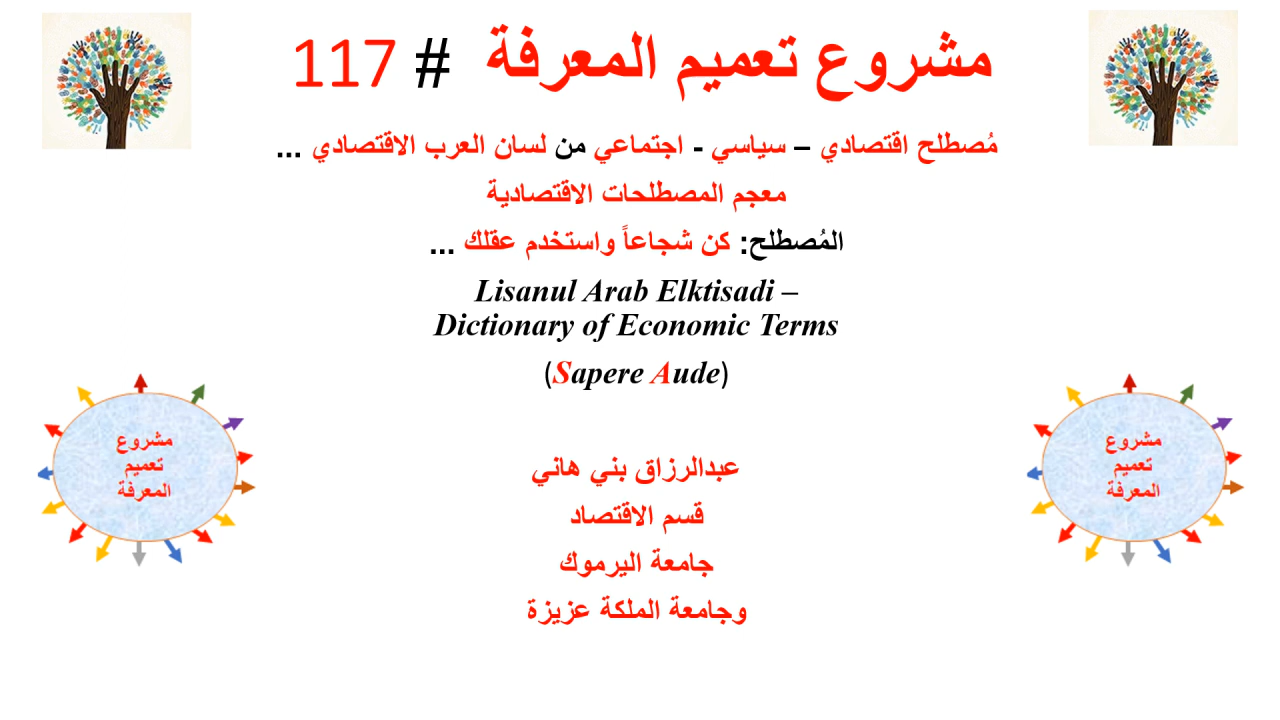 مشروع تعميم المعرفة # 117
مُصطلح اقتصادي – سياسي - اجتماعي من لسان العرب الاقتصادي ...
معجم المصطلحات الاقتصادية
المُصطلح: كن شجاعاً واستخدم عقلك ...
Lisanul Arab Elktisadi –
Dictionary of Economic Terms
(Sapere Aude)
مشروع
تعميم
المعرفة
مشروع
تعميم
المعرفة
عبدالرزاق بني هاني
قسم الاقتصاد
جامعة اليرموك
وجامعة الملكة عزيزة